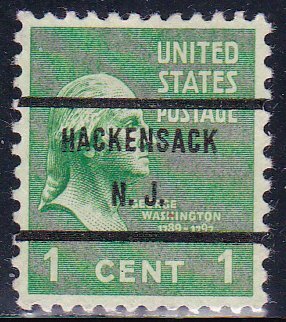 UNITED
STATES
POSTAGE
HACKENSACK
N. J.
WASHINGTON
1789-1797
1 CENT 1